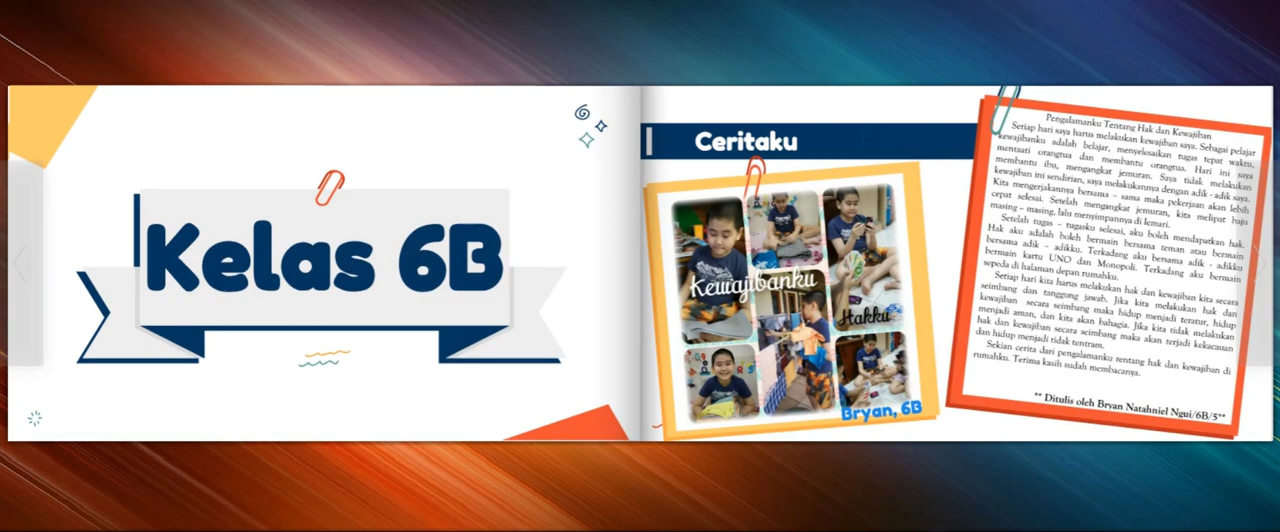 Kelas 6B
Ceritaku
Kewajibanku
Hakku
Bryan, 6B
Pengalamanku Tentang Hak dan Kewajiban
Setiap hari saya harus melakukan kewajiban saya. Sebagai pelajar
kewajibanku adalah belajar, menyelesaikan tugas tepat waktu,
mentaati orangtua dan membantu orangtua. Hari ini saya
membantu ibu, mengangkat jemuran. Saya tidak melakukan
kewajiban ini sendirian, saya melakukannya dengan adik - adik saya.
Kita mengerjakannya bersama - sama maka pekerjaan akan lebih
cepat selesai. Setelah mengangkat jemuran, kita melipat baju
masing - masing, lalu menyimpannya di lemari.
Setelah tugas - tugasku selesai, aku boleh mendapatkan hak.
Hak aku adalah boleh bermain bersama teman atau bermain
bersama adik - adikku. Terkadang aku bersama adik - adikku
bermain kartu UNO dan Monopoli. Terkadang aku bermain
sepeda di halaman depan rumahku.
Setiap hari kita harus melakukan hak dan kewajiban kita secara
seimbang dan tanggung jawab. Jika kita melakukan hak dan
kewajiban secara seimbang maka hidup menjadi teratur, hidup
menjadi aman, dan kita akan bahagia. Jika kita tidak melakukan
hak dan kewajiban secara seimbang maka akan terjadi kekacauan
dan hidup menjadi tidak tentram.
Sekian cerita dari pengalamanku tentang hak dan kewajiban di
rumahku. Terima kasih sudah membacanya.
** Ditulis oleh Bryan Natahniel Ngui/6B/5**